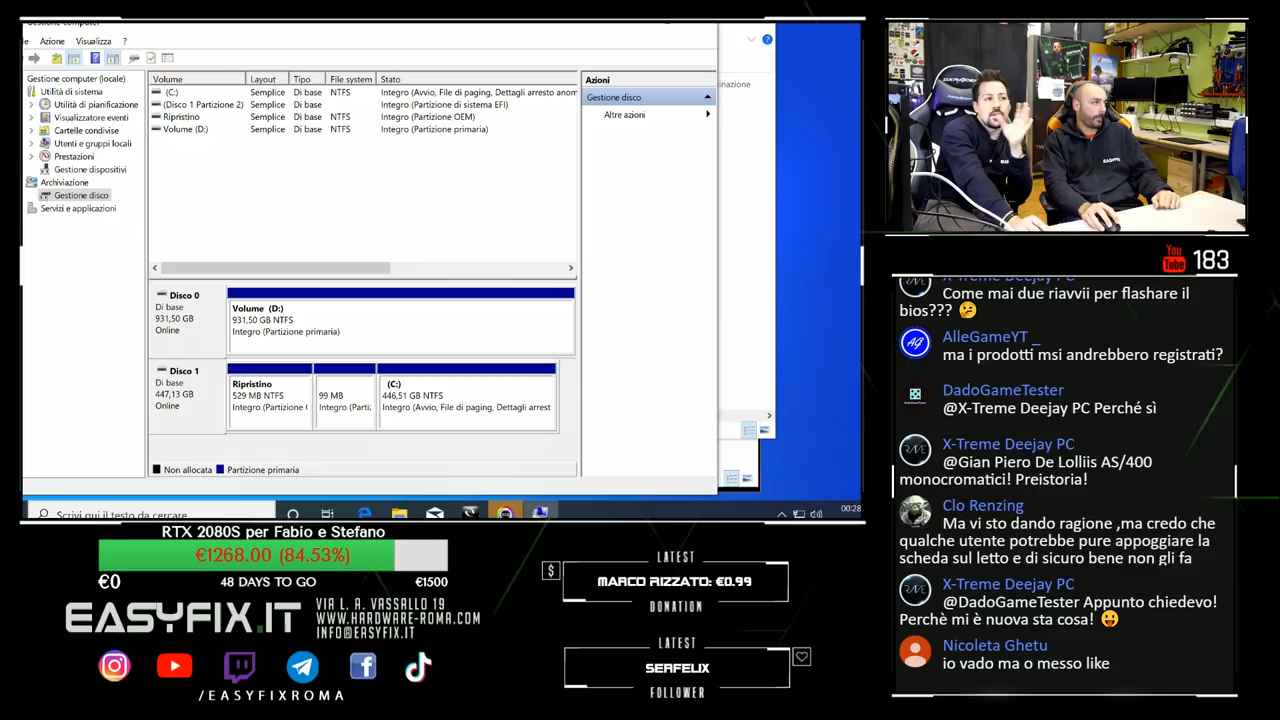 Azione Visualizza ?
Gestione computer (locale)
Utilità di sistema
Utilità di pianificazione
Visualizzatore eventi
Cartelle condivise
Utenti e gruppi locali
Prestazioni
Gestione dispositivi
Archiviazione
Gestione disco
Servizi e applicazioni
Volume Layout Tipo File system Stato
(C:) Semplice Di base NTFS Integro (Avvio, File di paging, Dettagli arresto anom
(Disco 1 Partizione 2) Semplice Di base Integro (Partizione di sistema EFI)
Ripristino Semplice Di base NTFS Integro (Partizione OEM)
Volume (D:) Semplice Di base NTFS Integro (Partizione primaria)
Azioni
Gestione disco
Altre azioni
Disco 0
Di base
931,50 GB
Online
Volume (D:)
931,50 GB NTFS
Integro (Partizione primaria)
Disco 1
Di base
447,13 GB
Online
Ripristino
529 MB NTFS
Integro (Partizione
99 MB
Integro (Parti
(C:)
446,51 GB NTFS
Integro (Avvio, File di paging, Dettagli arrest
Non allocata Partizione primaria
Scrivi qui il testo da cercare
00:28
You Tube 183
X-Treme Deejay PC
Come mai due riavvii per flashare il
bios??? 🤔
AlleGameYT _
ma i prodotti msi andrebbero registrati?
DadoGameTester
@X-Treme Deejay PC Perché sì
X-Treme Deejay PC
@Gian Piero De Lolliis AS/400
monocromatici! Preistoria!
Clo Renzing
Ma vi sto dando ragione ,ma credo che
qualche utente potrebbe pure appoggiare la
scheda sul letto e di sicuro bene non gli fa
X-Treme Deejay PC
@DadoGameTester Appunto chiedevo!
Perchè mi è nuova sta cosa! 😛
Nicoleta Ghetu
io vado ma o messo like
RTX 2080S per Fabio e Stefano
€1268.00 (84.53%)
€0 48 DAYS TO GO €1500
EASYFIX.IT
VIA L. A. VASSALLO 19
WWW.HARDWARE-ROMA.COM
INFO@EASYFIX.IT
/EASYFIXROMA
LATEST
$ MARCO RIZZATO: €0.99
DONATION
LATEST
SERFELIX
FOLLOWER